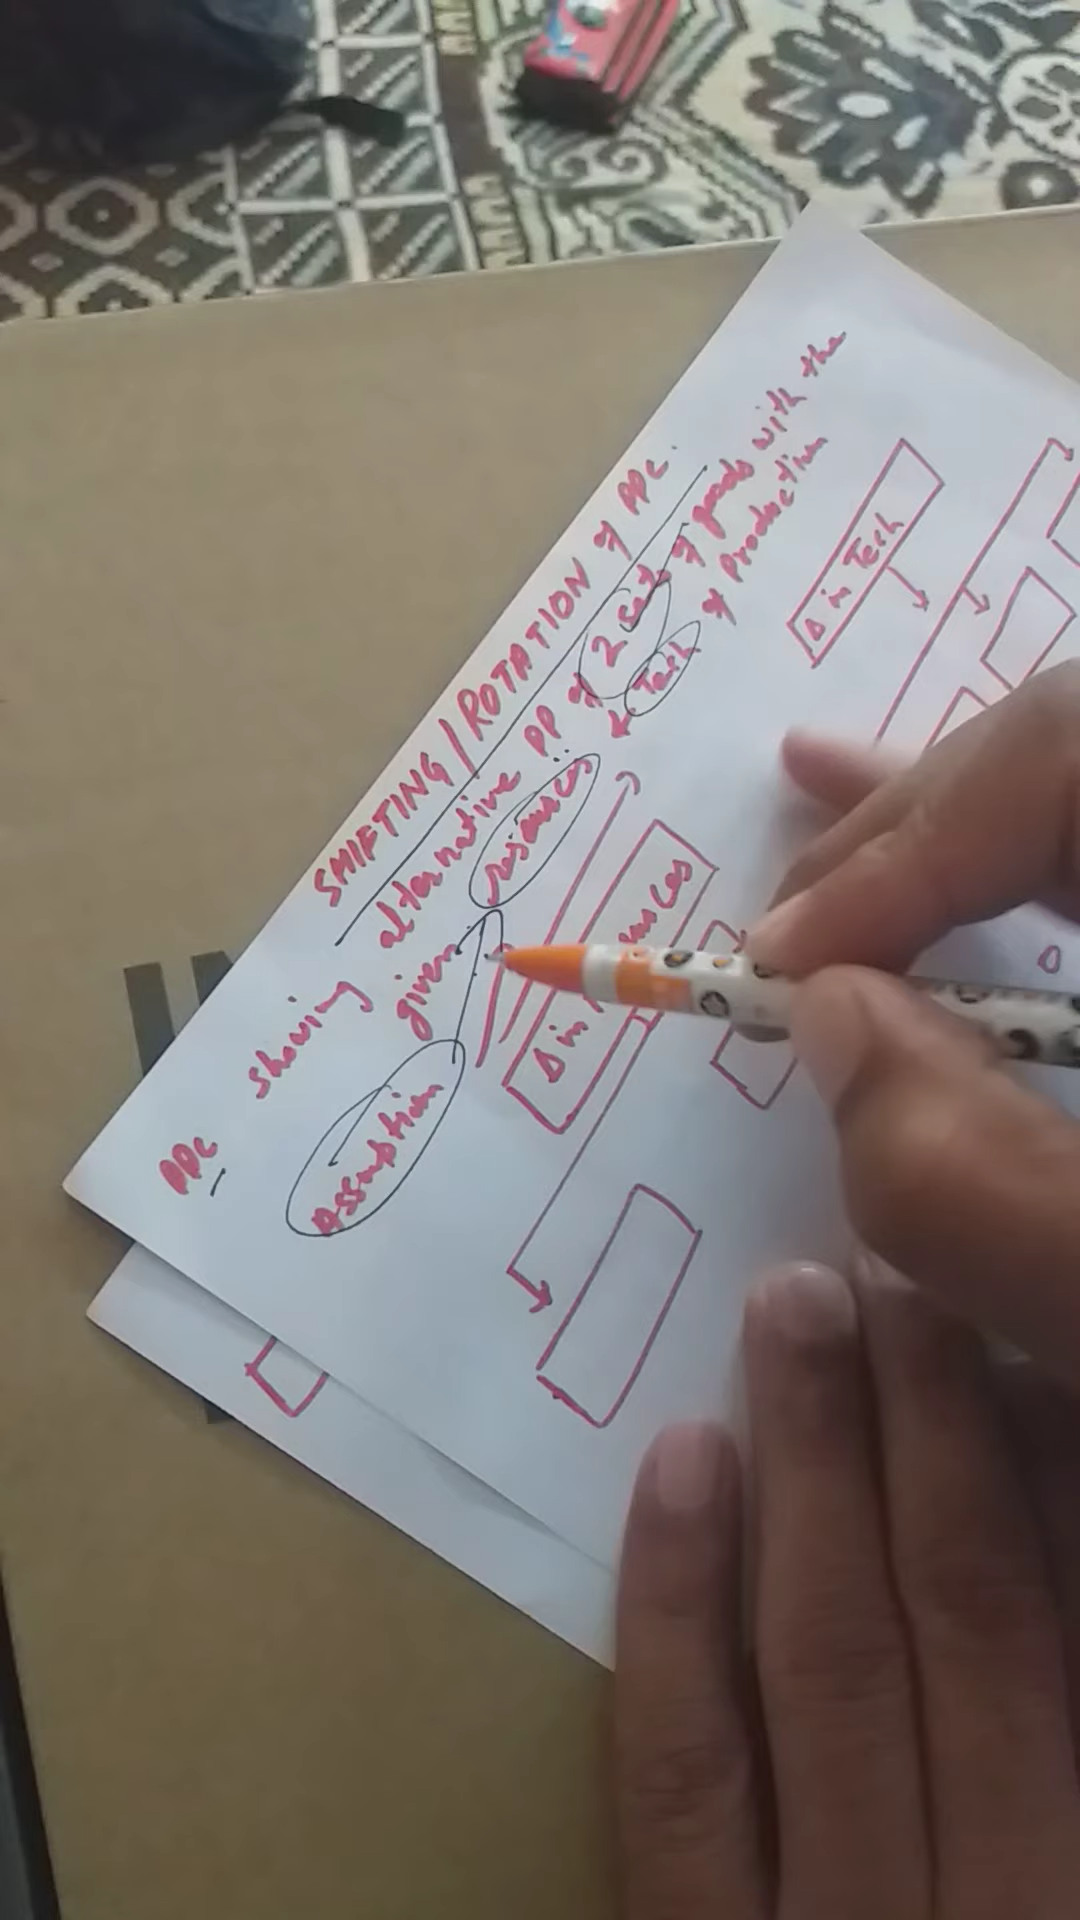 SHIFTING/ROTATION of PPC.
PPC showing alternative PP of 2 set of goods with the
given resources & Tech of Production
Assumption
Δ in Tech
Δ in